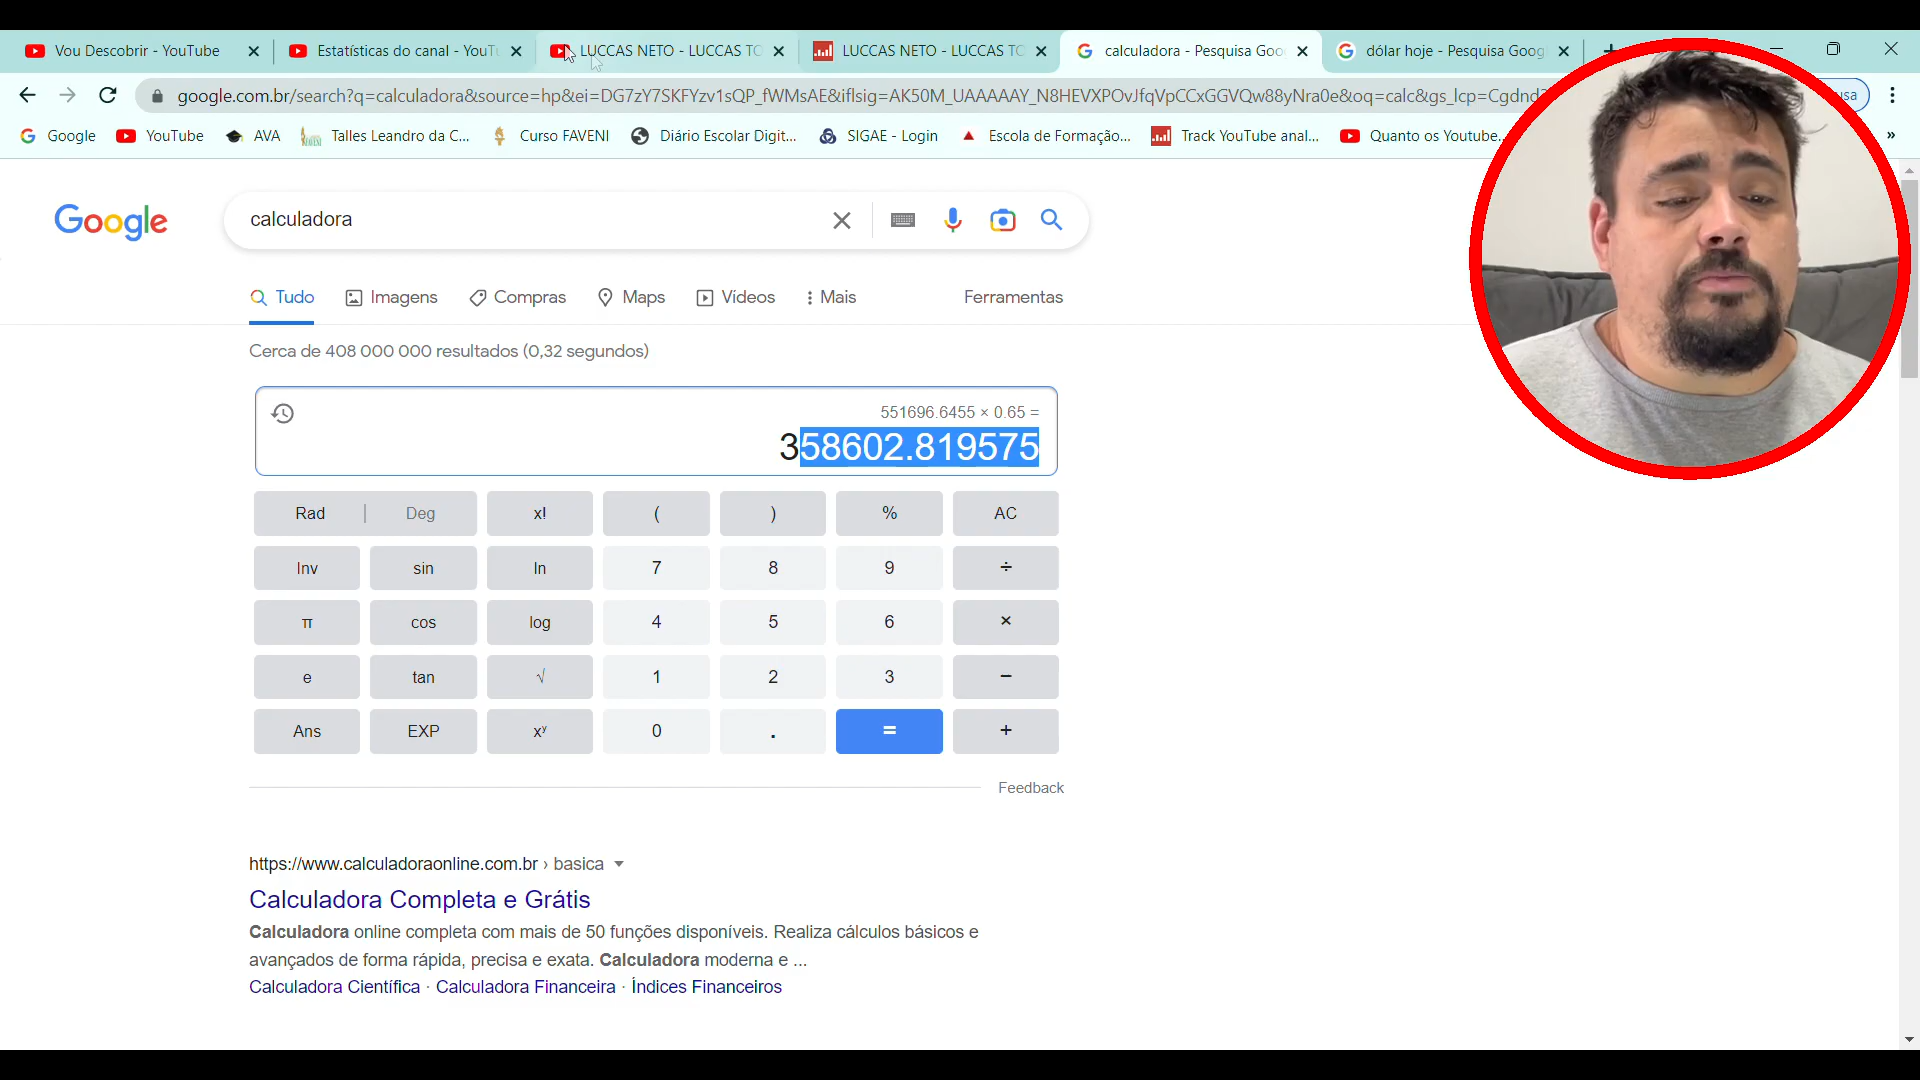 Vou Descobrir - YouTube
Estatísticas do canal - YouT
LUCCAS NETO - LUCCAS TO
LUCCAS NETO - LUCCAS TO
calculadora - Pesquisa Goo
dólar hoje - Pesquisa Goog
google.com.br/search?q=calculadora&source=hp&ei=DG7zY7SKFYzv1sQP_fWMsAE&iflsig=AK50M_UAAAAAY_N8HEVXPOvJfqVpCCxGGVQw88yNra0e&oq=calc&gs_lcp=Cgdnd
usa
Google
YouTube
AVA
Talles Leandro da C...
Curso FAVENI
Diário Escolar Digit...
SIGAE - Login
Escola de Formação...
Track YouTube anal...
Quanto os Youtube...
»
Google
calculadora
Tudo
Imagens
Compras
Maps
Vídeos
Mais
Ferramentas
Cerca de 408 000 000 resultados (0,32 segundos)
551696.6455 × 0.65 =
358602.819575
Rad | Deg x! ( ) % AC
Inv sin ln 7 8 9 ÷
π cos log 4 5 6 ×
e tan √ 1 2 3 −
Ans EXP xʸ 0 . = +
Feedback
https://www.calculadoraonline.com.br › basica
Calculadora Completa e Grátis
Calculadora online completa com mais de 50 funções disponíveis. Realiza cálculos básicos e
avançados de forma rápida, precisa e exata. Calculadora moderna e ...
Calculadora Científica · Calculadora Financeira · Índices Financeiros